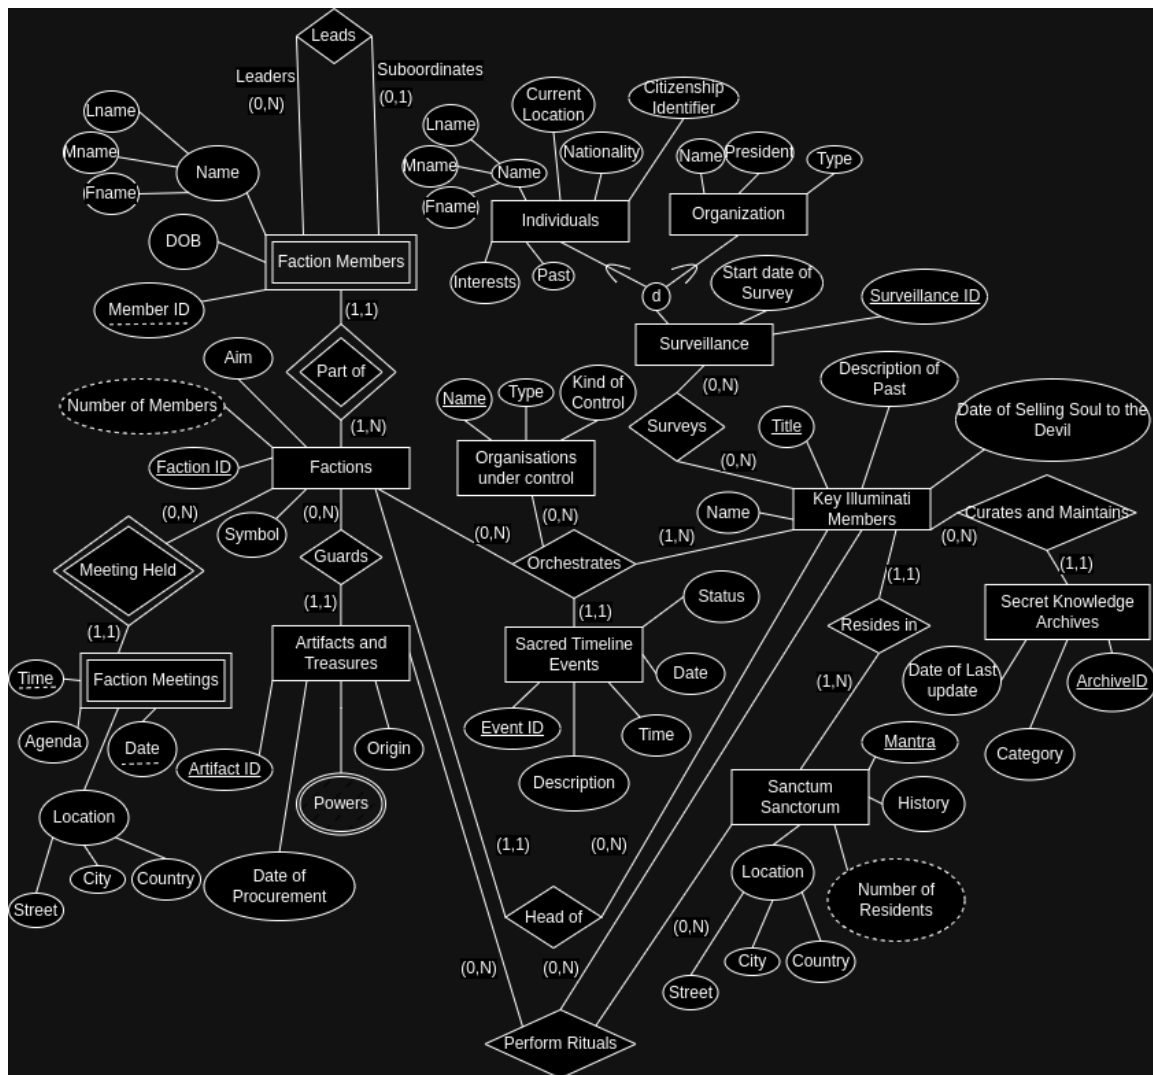 Leads
Leaders
(0,N)
Suboordinates
(0,1)
Lname
Mname
(Fname)
Name
DOB
Member ID
Faction Members
(1,1)
Part of
(1,N)
Current
Location
Citizenship
Identifier
Lname
Mname
(Fname)
Name
Nationality
Individuals
Interests
Past
Name
President
Type
Organization
d
Start date of
Survey
Surveillance ID
Surveillance
(0,N)
Surveys
(0,N)
Aim
Number of Members
Faction ID
Factions
Symbol
(0,N)
(0,N)
Name
Type
Kind of
Control
Organisations
under control
(0,N)
(0,N)
Orchestrates
(1,N)
(1,1)
Title
Description of
Past
Date of Selling Soul to the
Devil
Name
Key Illuminati
Members
(0,N)
Curates and Maintains
(1,1)
Secret Knowledge
Archives
Date of Last
update
ArchiveID
Category
(1,1)
Resides in
(1,N)
Meeting Held
(1,1)
Faction Meetings
Time
Agenda
Date
Location
Street
City
Country
Guards
(1,1)
Artifacts and
Treasures
Artifact ID
Date of
Procurement
Powers
Origin
Sacred Timeline
Events
Status
Date
Time
Event ID
Description
Sanctum
Sanctorum
Mantra
History
Number of
Residents
Location
Street
City
Country
(1,1)
(0,N)
Head of
(0,N)
(0,N)
(0,N)
Perform Rituals